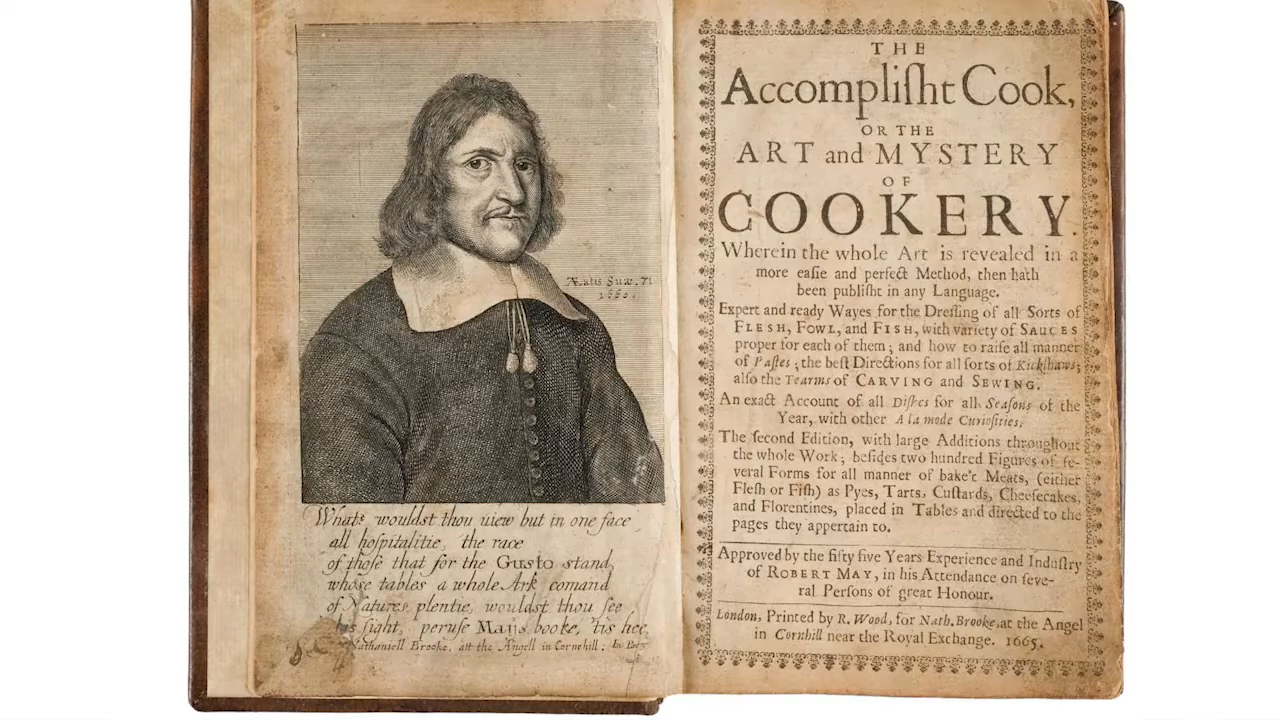 Ætatis Suæ. 71
1660.
What wouldst thou uiew but in one face
all hospitalitie, the race
of those that for the Gusto stand,
whose tables a whole Ark comand
of Natures plentie, wouldst thou see
this sight, peruse Mays booke, 'tis hee.
Nathaniell Brooke, att the Angell in Cornehill:
THE
Accompliſht Cook,
OR THE
ART and MYSTERY
OF
COOKERY.
Wherein the whole Art is revealed in a
more eaſie and perfect Method, then hath
been publiſht in any Language.
Expert and ready Wayes for the Dreſſing of all Sorts of
FLESH, FOWL, and FISH, with variety of SAUCES
proper for each of them; and how to raiſe all manner
of Paſtes; the beſt Directions for all ſorts of Kickſhaws;
alſo the Tearms of CARVING and SEWING.
An exact Account of all Diſhes for all Seaſons of the
Year, with other A la mode Curioſities.
The ſecond Edition, with large Additions throughout
the whole Work; beſides two hundred Figures of ſe-
veral Forms for all manner of bake't Meats, (either
Fleſh or Fiſh) as Pyes, Tarts, Cuſtards, Cheeſecakes,
and Florentines, placed in Tables and directed to the
pages they appertain to.
Approved by the fifty five Years Experience and Induſtry
of ROBERT MAY, in his Attendance on ſeve-
ral Perſons of great Honour.
London, Printed by R. Wood, for Nath. Brooke, at the Angel
in Cornhill near the Royal Exchange. 1665.